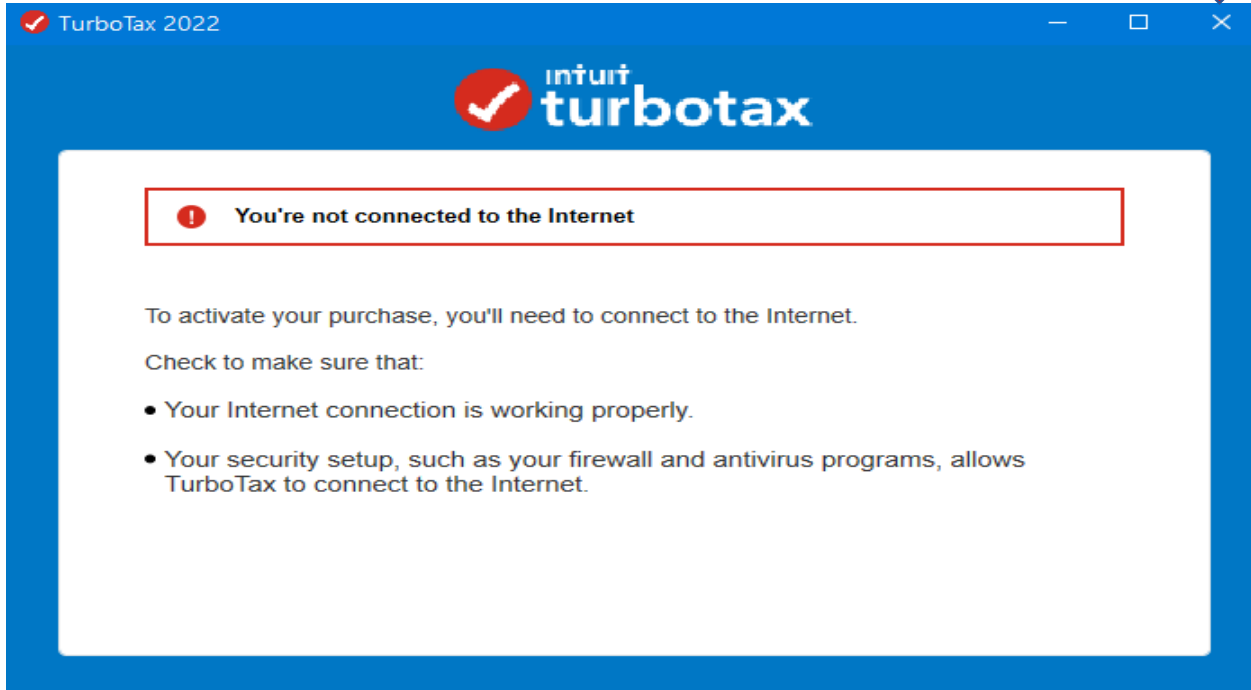 TurboTax 2022
intuit
turbotax
You're not connected to the Internet
To activate your purchase, you'll need to connect to the Internet.
Check to make sure that:
• Your Internet connection is working properly.
• Your security setup, such as your firewall and antivirus programs, allows
TurboTax to connect to the Internet.